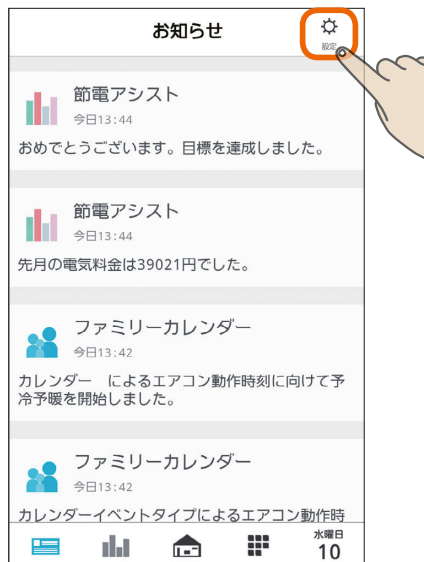 お知らせ
設定
節電アシスト
今日13:44
おめでとうございます。目標を達成しました。
節電アシスト
今日13:44
先月の電気料金は39021円でした。
ファミリーカレンダー
今日13:42
カレンダー　によるエアコン動作時刻に向けて予
冷予暖を開始しました。
ファミリーカレンダー
今日13:42
カレンダーイベントタイプによるエアコン動作時
水曜日
10